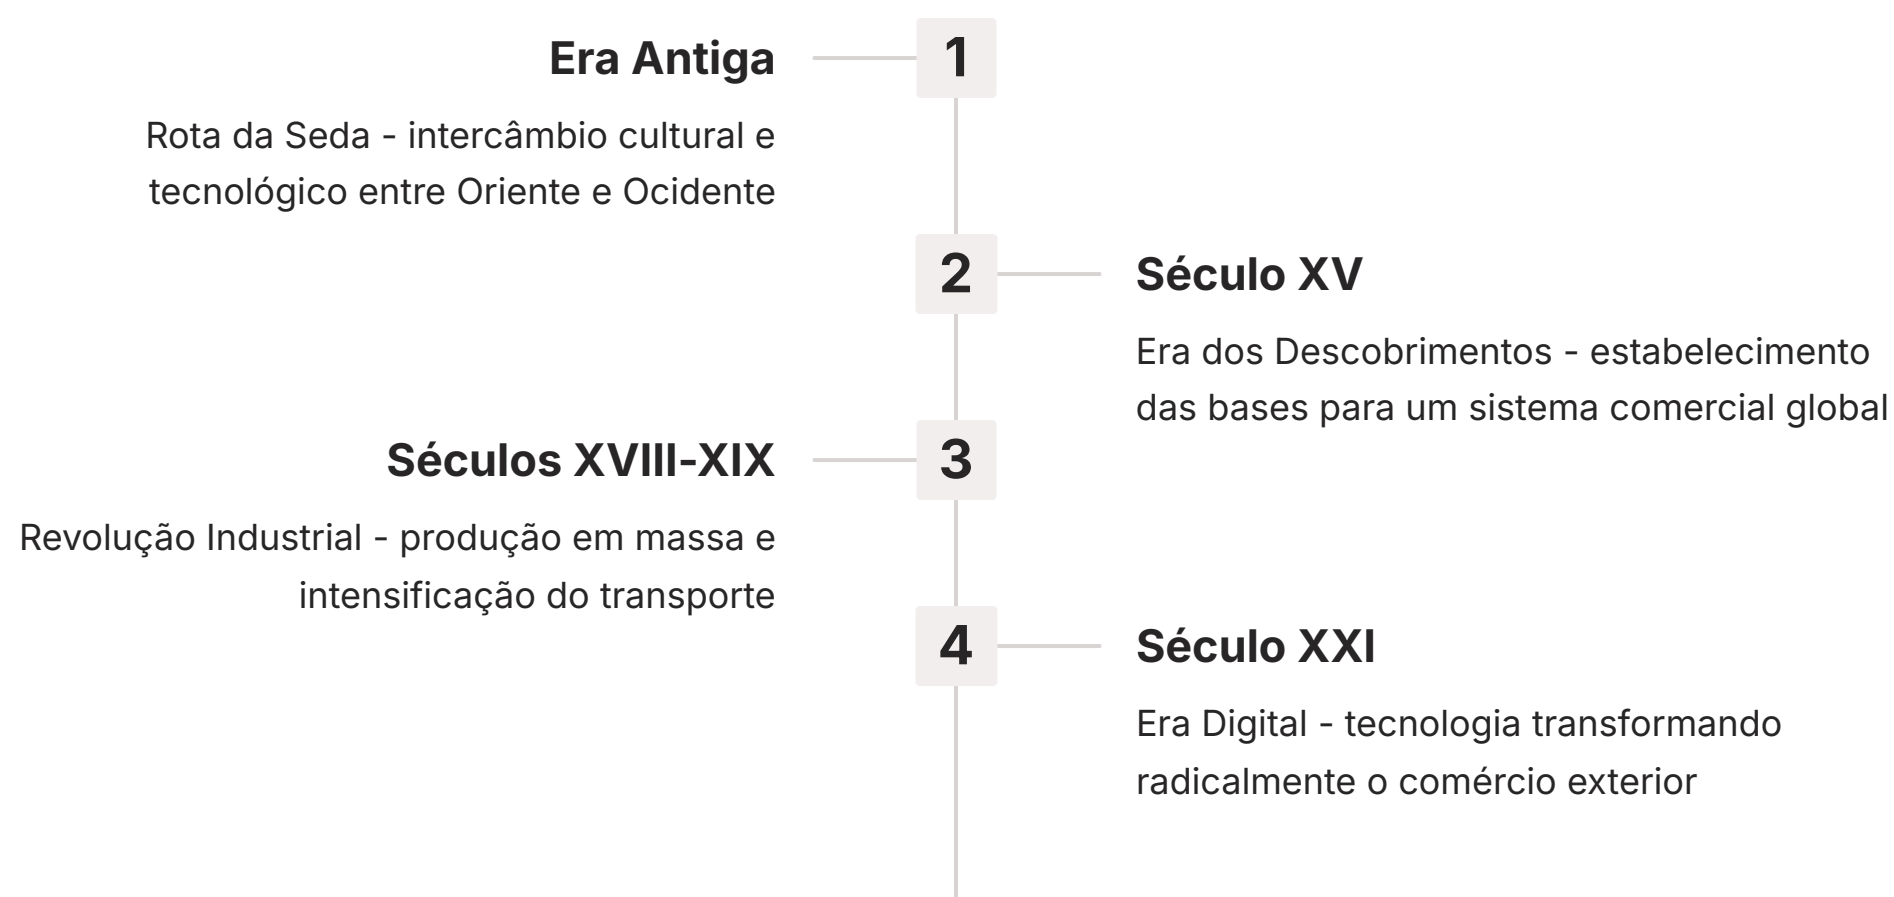 1
Era Antiga
Rota da Seda - intercâmbio cultural e
tecnológico entre Oriente e Ocidente
2
Século XV
Era dos Descobrimentos - estabelecimento
das bases para um sistema comercial global
3
Séculos XVIII-XIX
Revolução Industrial - produção em massa e
intensificação do transporte
4
Século XXI
Era Digital - tecnologia transformando
radicalmente o comércio exterior